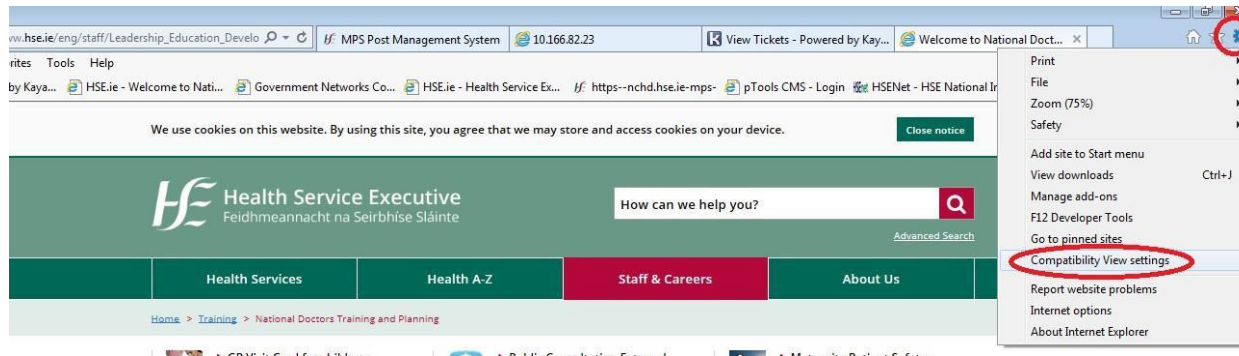 ww.hse.ie/eng/staff/Leadership_Education_Develo
MPS Post Management System
10.166.82.23
View Tickets - Powered by Kay...
Welcome to National Doct...
rites Tools Help
by Kaya...
HSE.ie - Welcome to Nati...
Government Networks Co...
HSE.ie - Health Service Ex...
https--nchd.hse.ie-mps-
pTools CMS - Login
HSENet - HSE National Ir
We use cookies on this website. By using this site, you agree that we may store and access cookies on your device.
Close notice
Health Service Executive
Feidhmeannacht na Seirbhíse Sláinte
How can we help you?
Advanced Search
Health Services
Health A-Z
Staff & Careers
About Us
Home > Training > National Doctors Training and Planning
Print
File
Zoom (75%)
Safety
Add site to Start menu
View downloads Ctrl+J
Manage add-ons
F12 Developer Tools
Go to pinned sites
Compatibility View settings
Report website problems
Internet options
About Internet Explorer